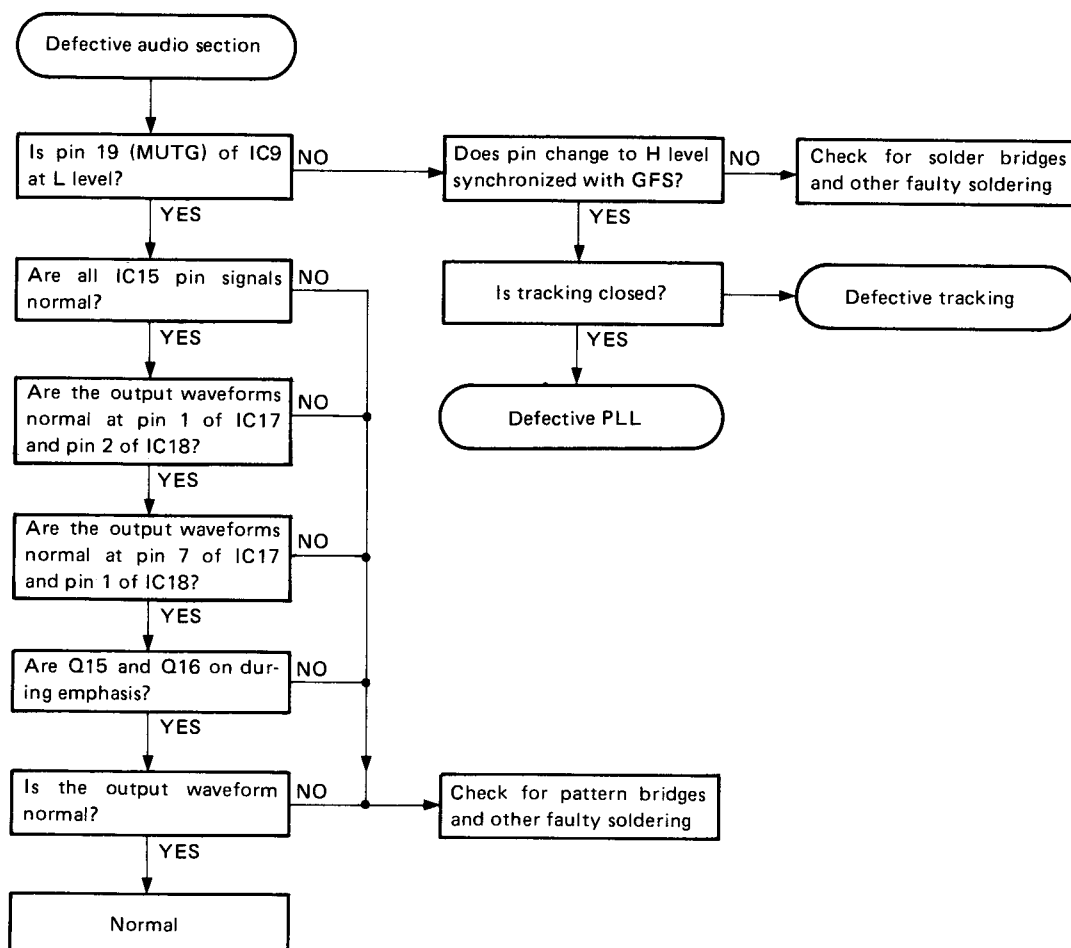 Defective audio section
Is pin 19 (MUTG) of IC9
at L level?
NO
YES
Does pin change to H level
synchronized with GFS?
NO
YES
Check for solder bridges
and other faulty soldering
Are all IC15 pin signals
normal?
NO
YES
Is tracking closed?
YES
Defective tracking
Defective PLL
Are the output waveforms
normal at pin 1 of IC17
and pin 2 of IC18?
NO
YES
Are the output waveforms
normal at pin 7 of IC17
and pin 1 of IC18?
NO
YES
Are Q15 and Q16 on dur-
ing emphasis?
NO
YES
Is the output waveform
normal?
NO
YES
Check for pattern bridges
and other faulty soldering
Normal